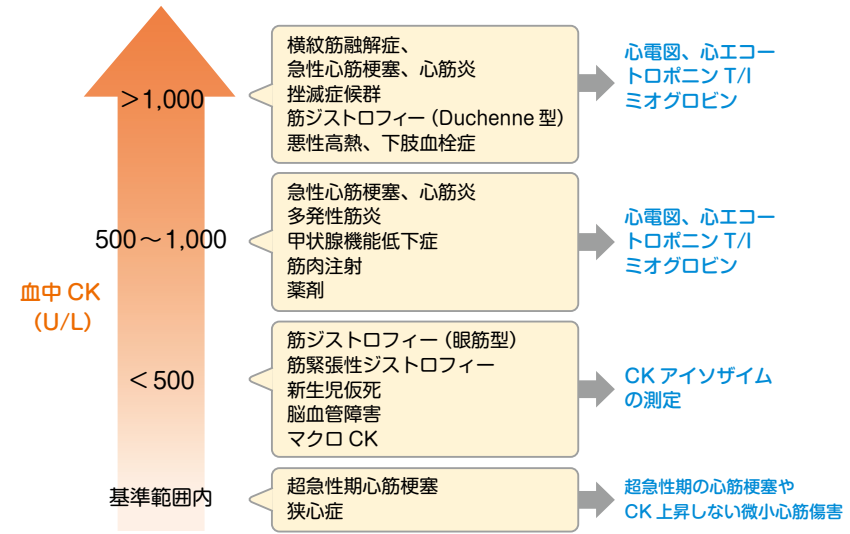 >1,000
横紋筋融解症、
急性心筋梗塞、心筋炎
挫滅症候群
筋ジストロフィー（Duchenne 型）
悪性高熱、下肢血栓症
心電図、心エコー
トロポニン T/I
ミオグロビン
500～1,000
急性心筋梗塞、心筋炎
多発性筋炎
甲状腺機能低下症
筋肉注射
薬剤
心電図、心エコー
トロポニン T/I
ミオグロビン
血中 CK
（U/L）
<500
筋ジストロフィー（眼筋型）
筋緊張性ジストロフィー
新生児仮死
脳血管障害
マクロ CK
CK アイソザイム
の測定
基準範囲内
超急性期心筋梗塞
狭心症
超急性期の心筋梗塞や
CK 上昇しない微小心筋傷害